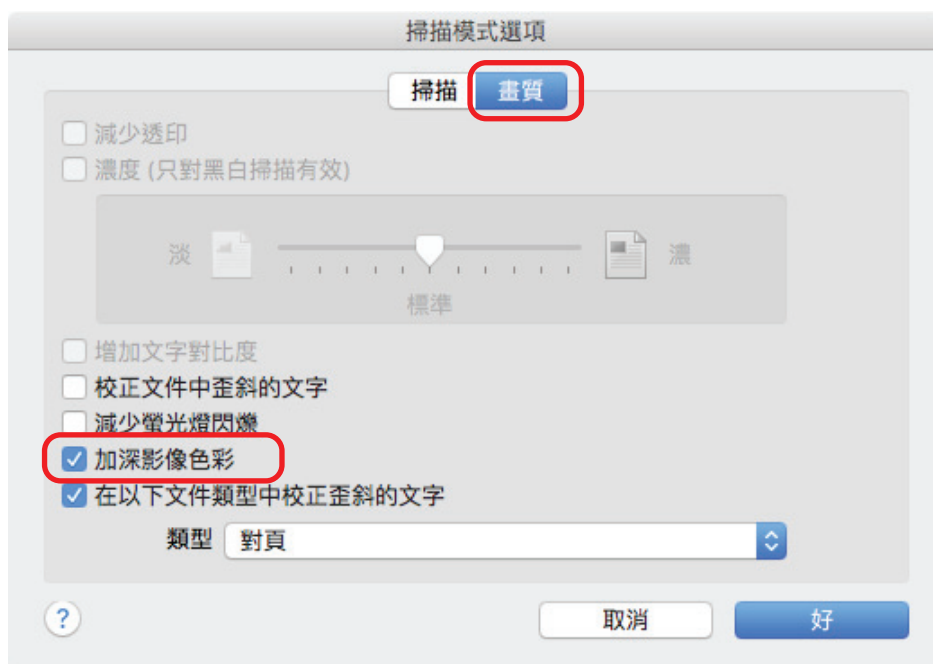 掃描模式選項
掃描 畫質
減少透印
濃度 (只對黑白掃描有效)
淡 濃
標準
增加文字對比度
校正文件中歪斜的文字
減少螢光燈閃爍
加深影像色彩
在以下文件類型中校正歪斜的文字
類型 對頁
? 取消 好